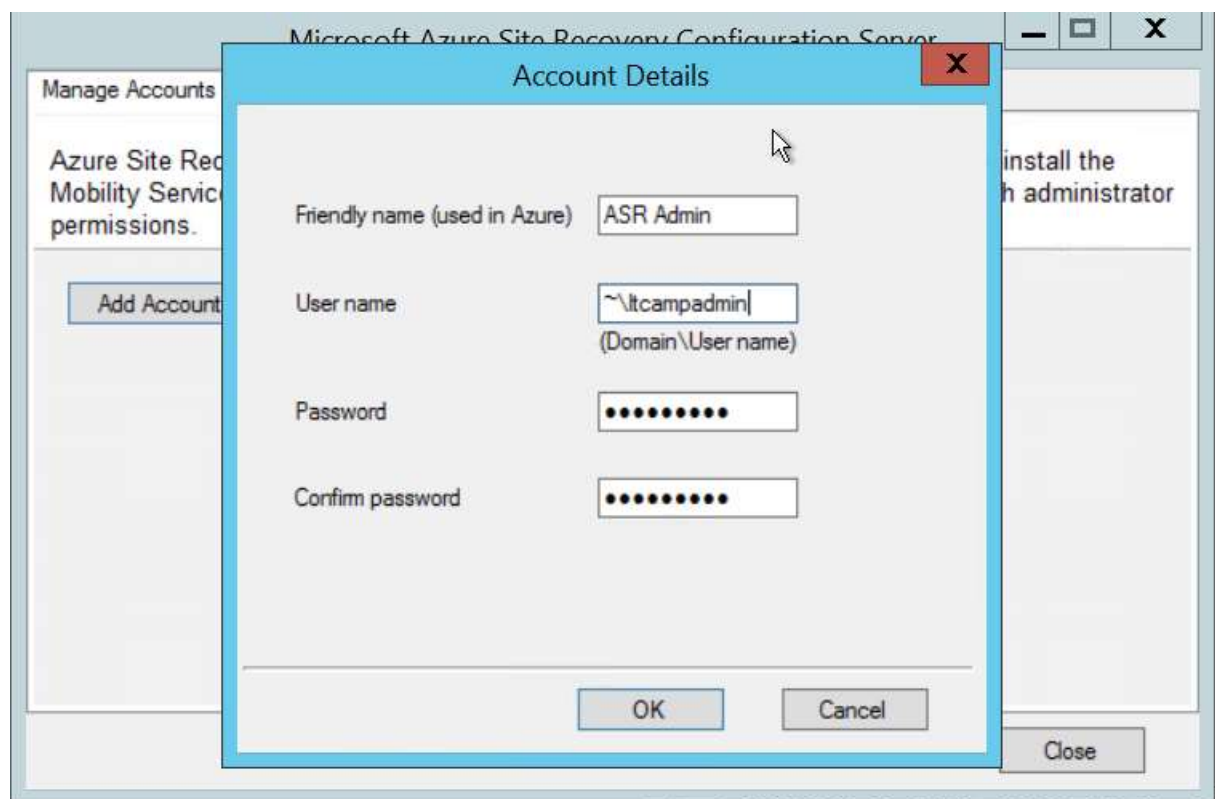 Microsoft Azure Site Recovery Configuration Server
Account Details
X
X
Manage Accounts
Azure Site Rec
install the
Mobility Servic
h administrator
permissions.
Add Account
Friendly name (used in Azure)
ASR Admin
User name
~\ltcampadmin
(Domain\User name)
Password
•••••••••
Confirm password
•••••••••
OK
Cancel
Close